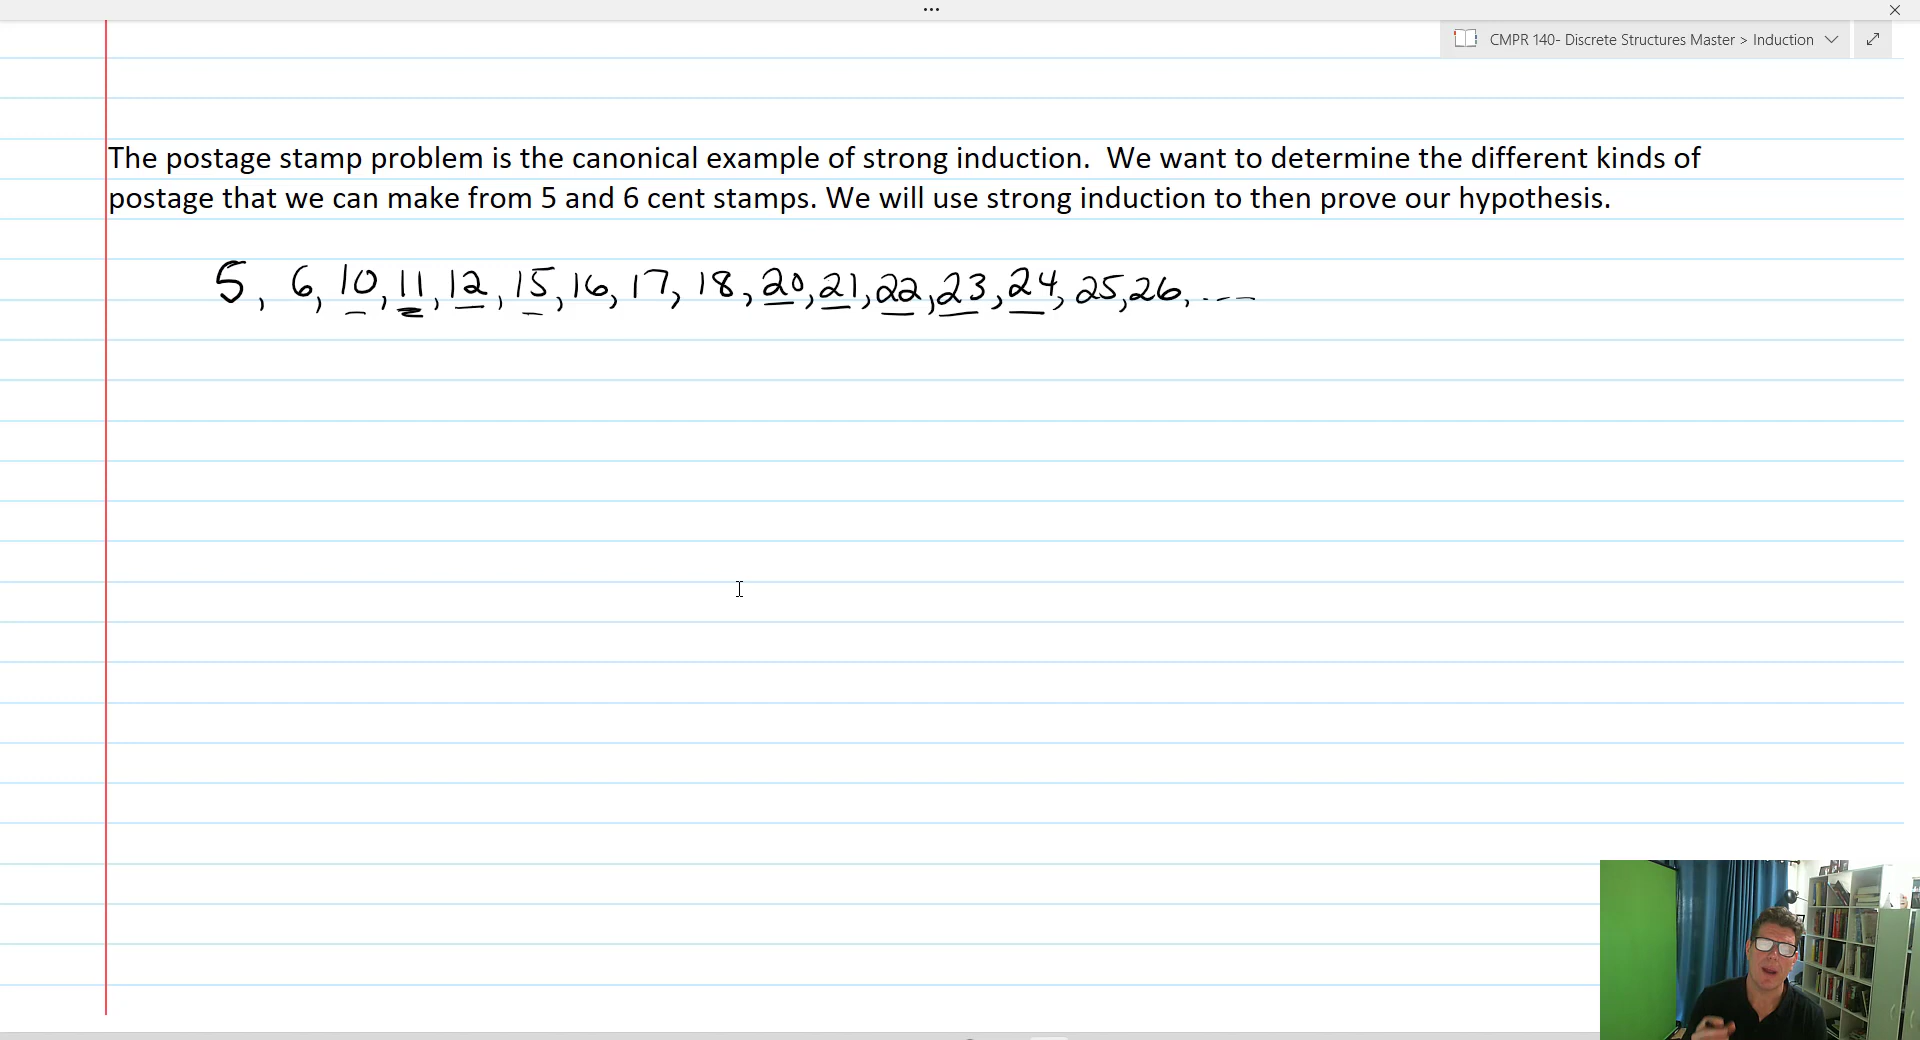 CMPR 140- Discrete Structures Master > Induction
The postage stamp problem is the canonical example of strong induction. We want to determine the different kinds of
postage that we can make from 5 and 6 cent stamps. We will use strong induction to then prove our hypothesis.
5, 6, 10, 11, 12, 15, 16, 17, 18, 20, 21, 22, 23, 24, 25, 26, ...